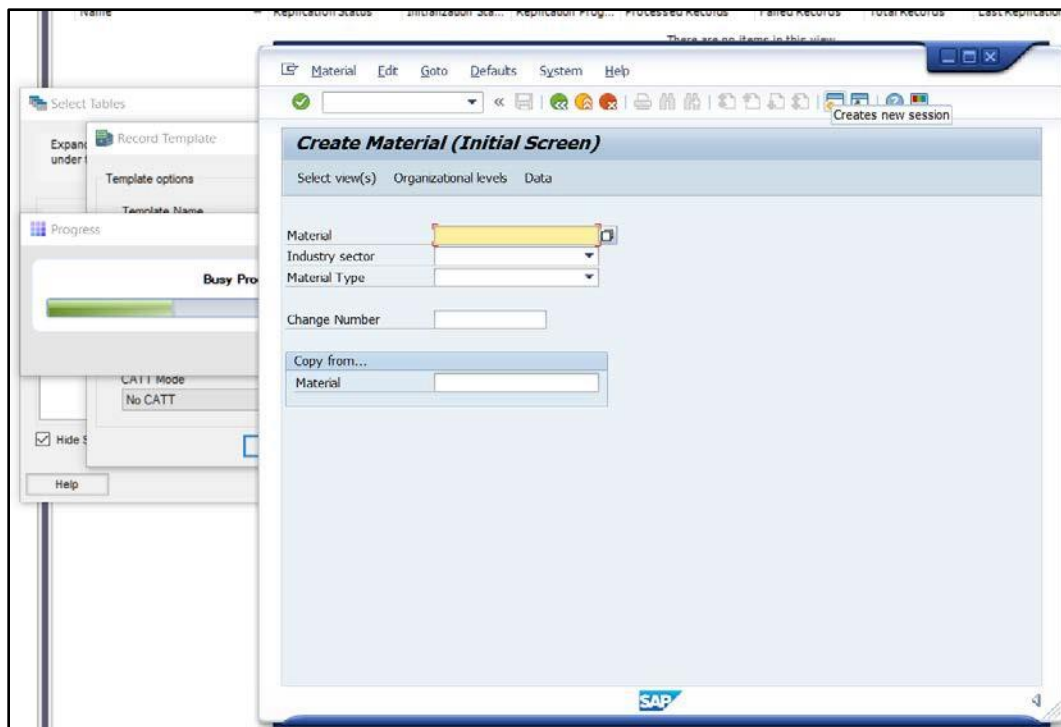 Name Replication Status Initialization Sta... Replication Prog... Processed Records Failed Records Total Records Last Replication
There are no items in this view
Material Edit Goto Defaults System Help
Creates new session
Create Material (Initial Screen)
Select view(s) Organizational levels Data
Material
Industry sector
Material Type
Change Number
Copy from...
Material
SAP
Select Tables
Expand
under
Record Template
Template options
Template Name
Progress
Busy Pro
CATT Mode
No CATT
Hide S
Help